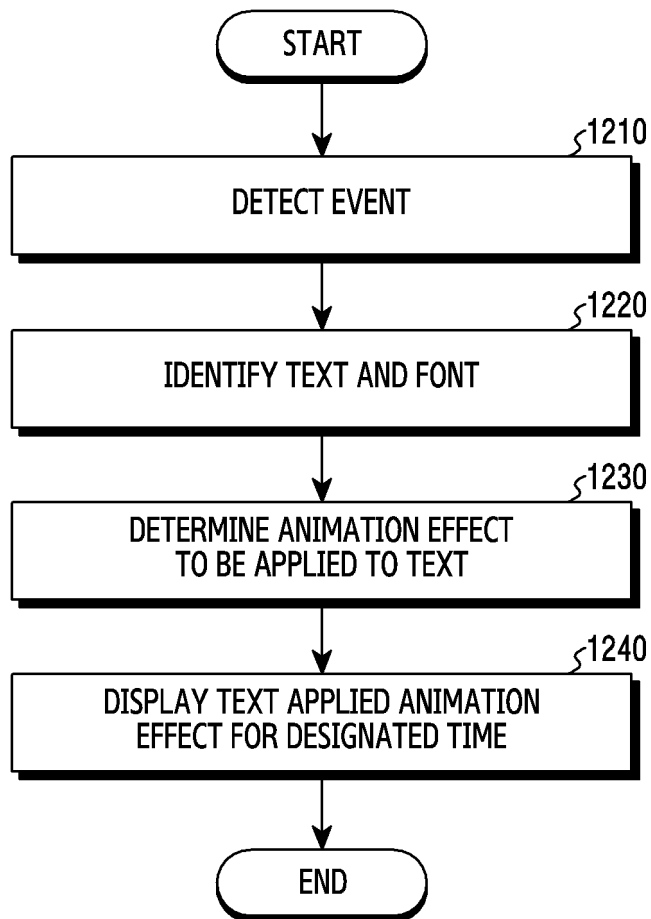 START
1210
DETECT EVENT
1220
IDENTIFY TEXT AND FONT
1230
DETERMINE ANIMATION EFFECT
TO BE APPLIED TO TEXT
1240
DISPLAY TEXT APPLIED ANIMATION
EFFECT FOR DESIGNATED TIME
END